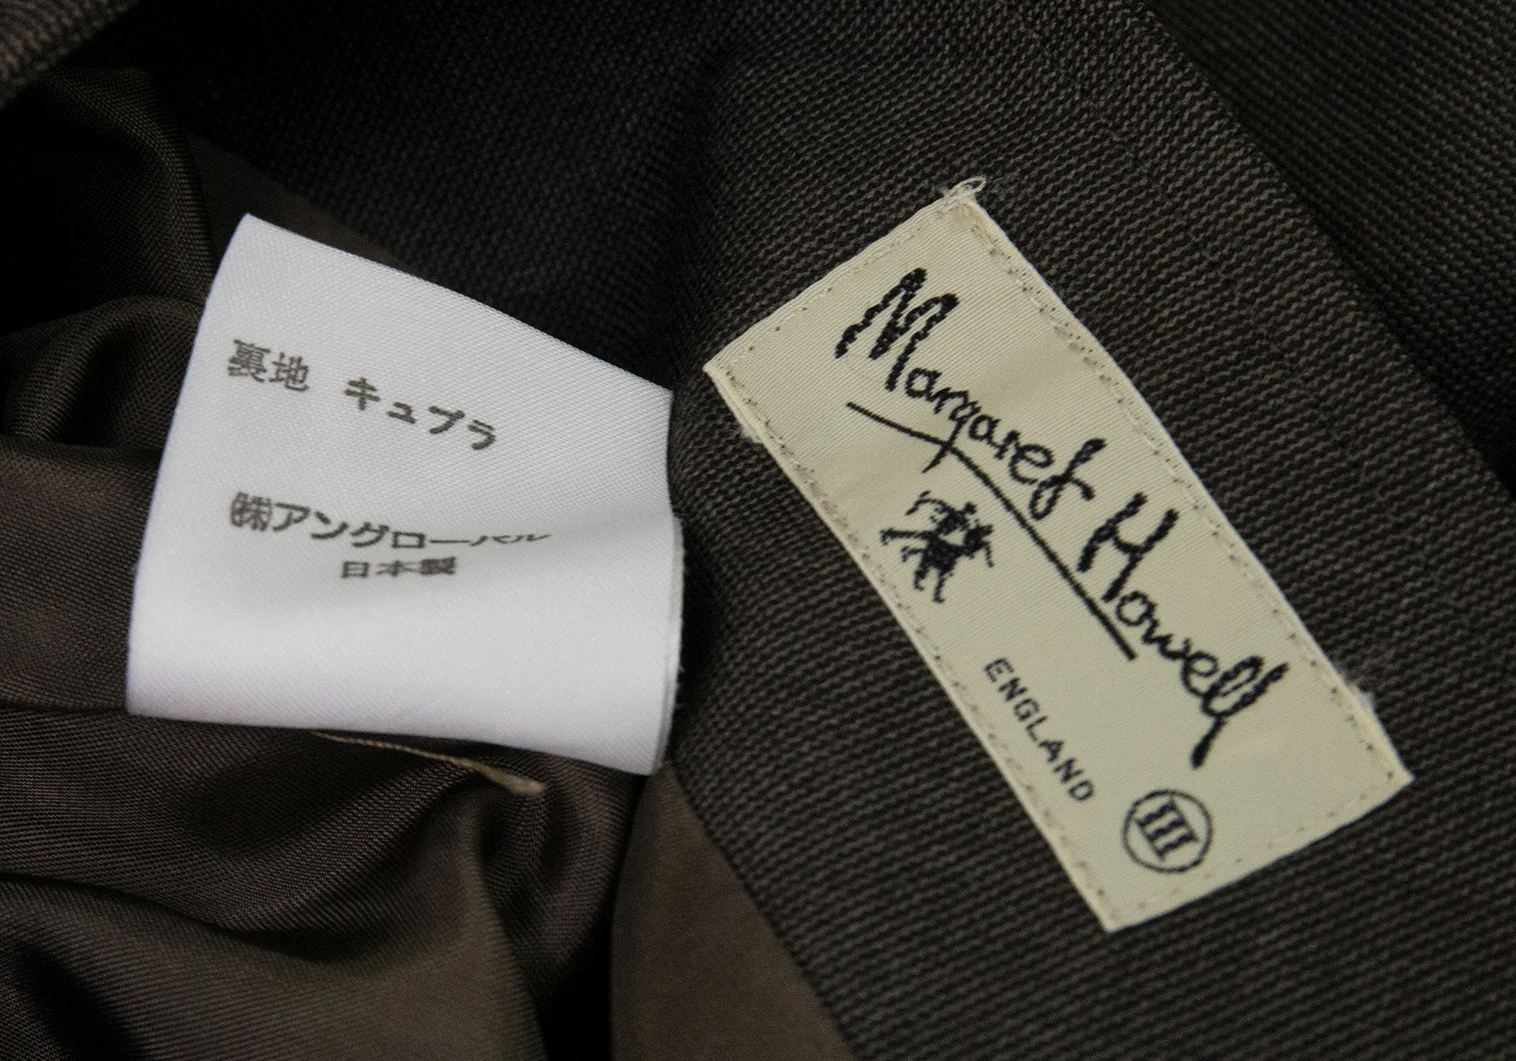 裏地 キュプラ
㈱アングローバル
日本製
Margaret Howell
ENGLAND
III